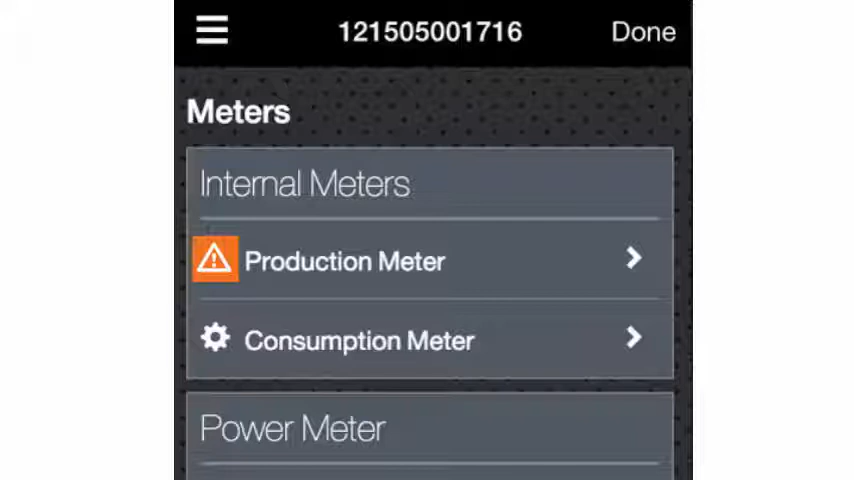 121505001716 Done
Meters
Internal Meters
Production Meter
Consumption Meter
Power Meter